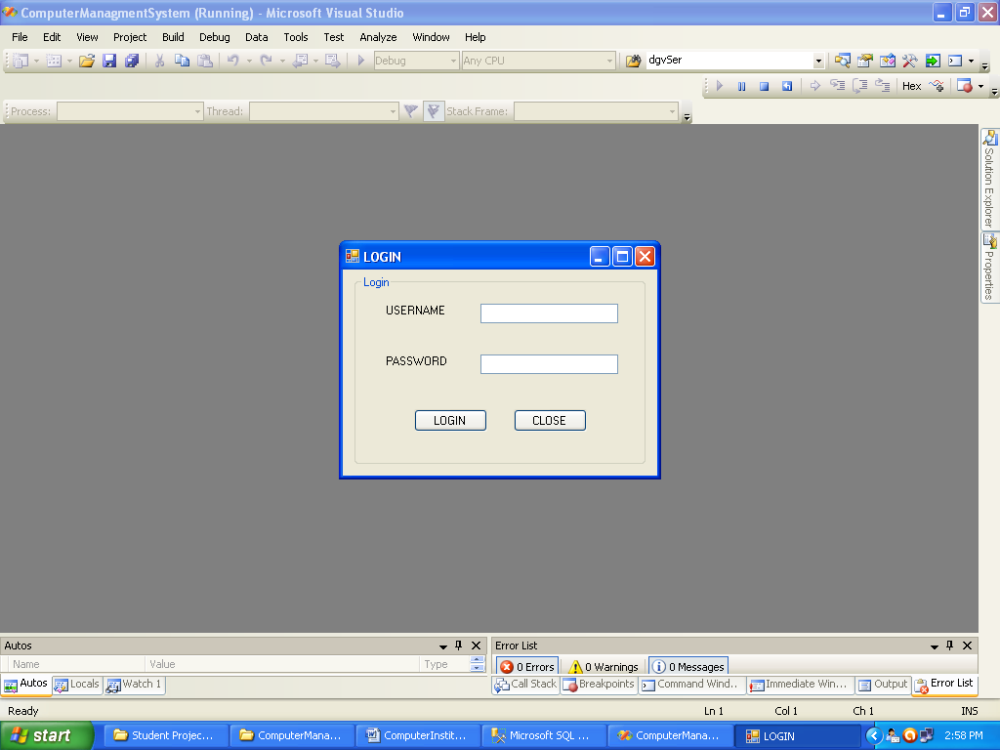 ComputerManagmentSystem (Running) - Microsoft Visual Studio
File Edit View Project Build Debug Data Tools Test Analyze Window Help
Debug Any CPU dgvSer
Hex
Process: Thread: Stack Frame:
Solution Explorer
Properties
LOGIN
Login
USERNAME
PASSWORD
LOGIN CLOSE
Autos
Name Value Type
Autos Locals Watch 1
Error List
0 Errors 0 Warnings 0 Messages
Call Stack Breakpoints Command Wind... Immediate Win... Output Error List
Ready Ln 1 Col 1 Ch 1 INS
start Student Projec... ComputerMana... ComputerInstit... Microsoft SQL ... ComputerMana... LOGIN 2:58 PM